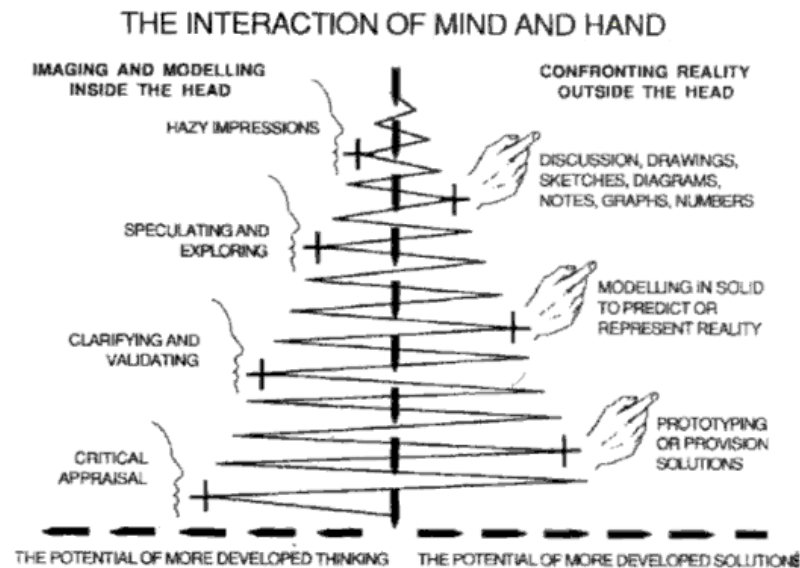 THE INTERACTION OF MIND AND HAND
IMAGING AND MODELLING
INSIDE THE HEAD
CONFRONTING REALITY
OUTSIDE THE HEAD
HAZY IMPRESSIONS
DISCUSSION, DRAWINGS,
SKETCHES, DIAGRAMS,
NOTES, GRAPHS, NUMBERS
SPECULATING AND
EXPLORING
MODELLING IN SOLID
TO PREDICT OR
REPRESENT REALITY
CLARIFYING AND
VALIDATING
PROTOTYPING
OR PROVISION
SOLUTIONS
CRITICAL
APPRAISAL
THE POTENTIAL OF MORE DEVELOPED THINKING
THE POTENTIAL OF MORE DEVELOPED SOLUTIONS